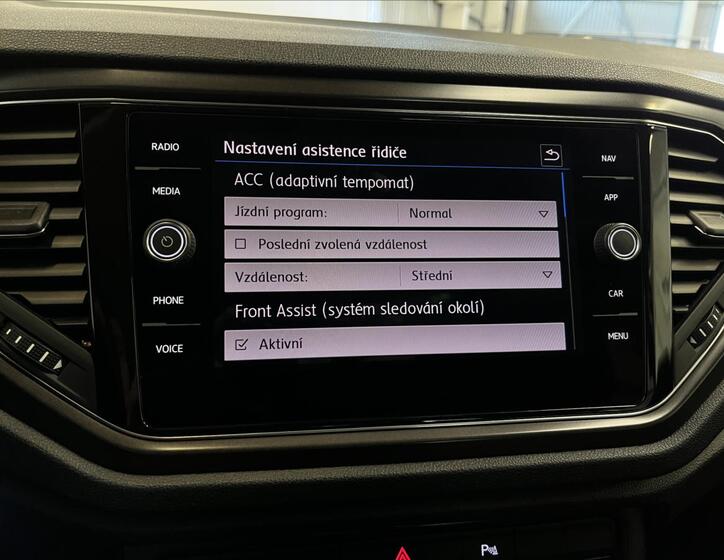 RADIO
MEDIA
PHONE
VOICE
Nastavení asistence řidiče
ACC (adaptivní tempomat)
Jízdní program: Normal
Poslední zvolená vzdálenost
Vzdálenost: Střední
Front Assist (systém sledování okolí)
Aktivní
NAV
APP
CAR
MENU
P